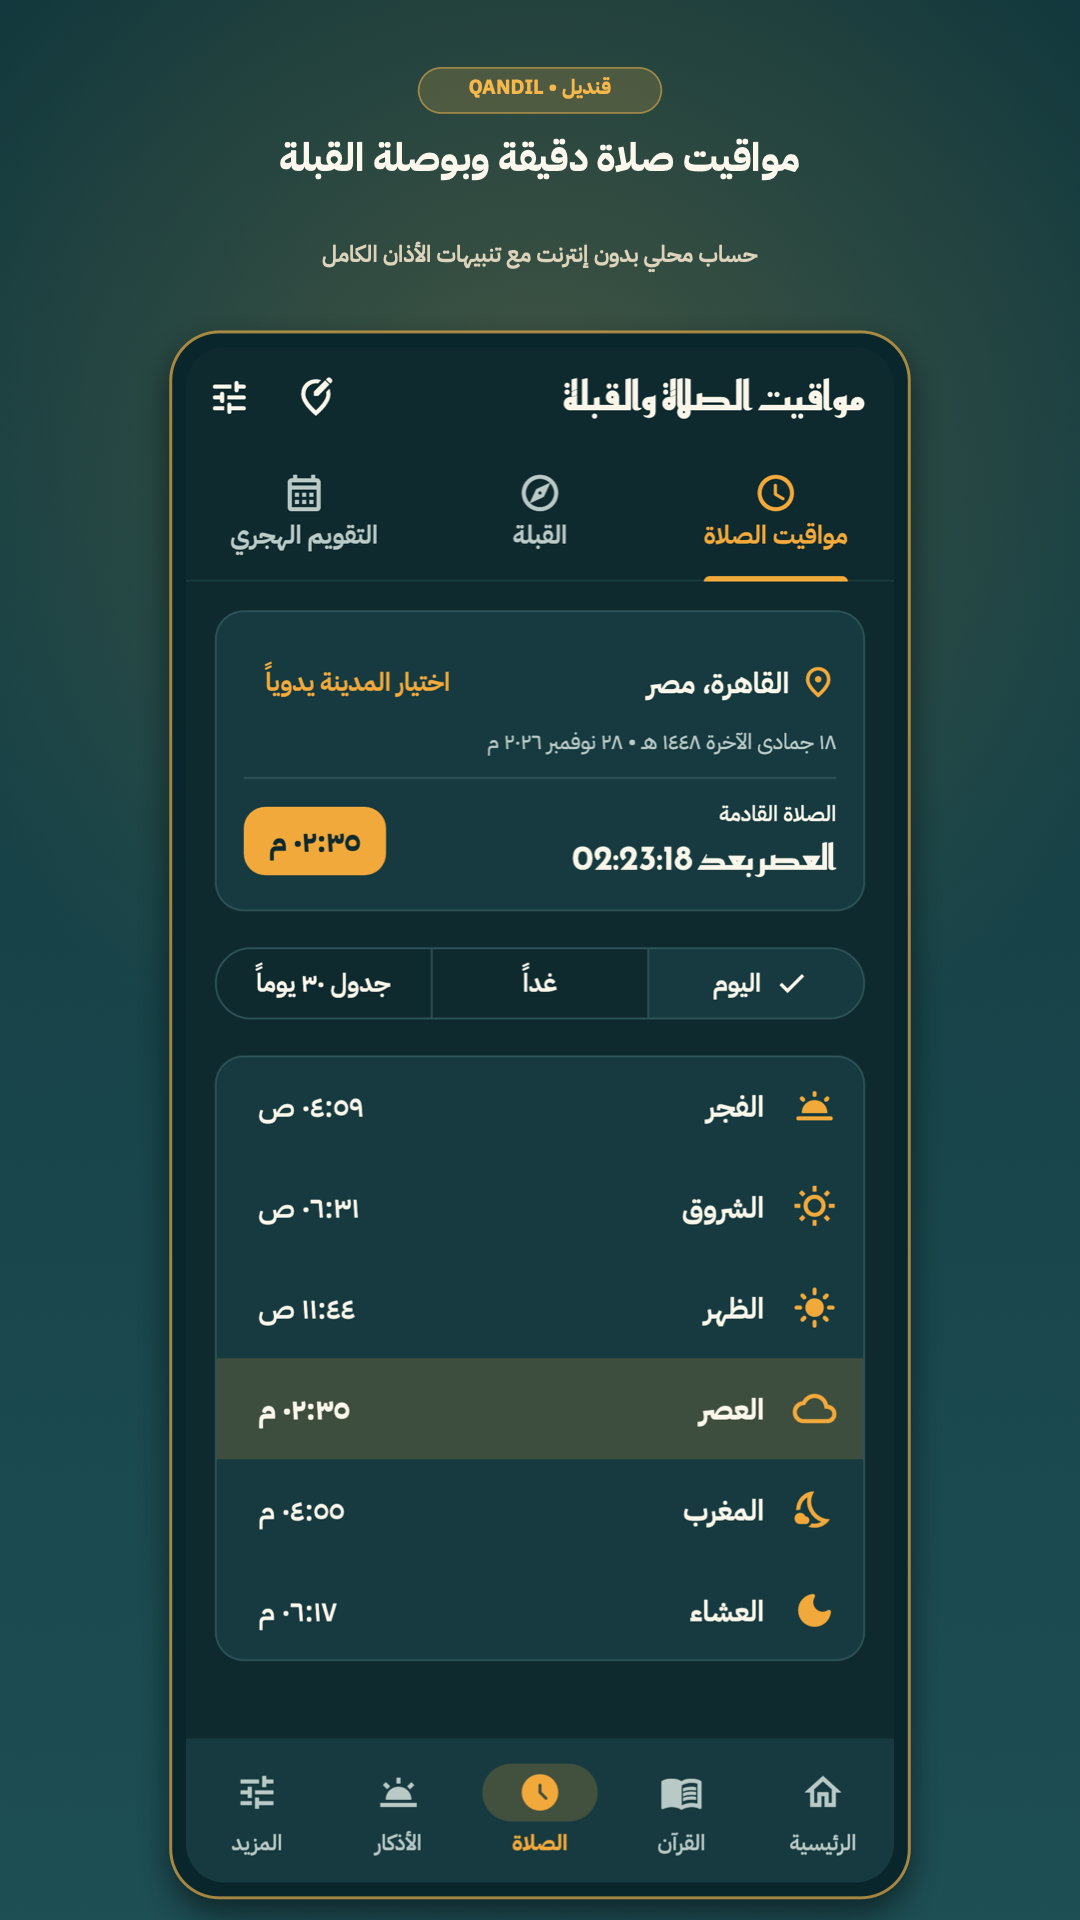 قنديل • QANDIL
مواقيت صلاة دقيقة وبوصلة القبلة
حساب محلي بدون إنترنت مع تنبيهات الأذان الكامل
مواقيت الصلاة والقبلة
مواقيت الصلاة
القبلة
التقويم الهجري
القاهرة، مصر
اختيار المدينة يدوياً
١٨ جمادى الآخرة ١٤٤٨ هـ • ٢٨ نوفمبر ٢٠٢٦ م
الصلاة القادمة
العصر بعد 02:23:18
٠٢:٣٥ م
اليوم
غداً
جدول ٣٠ يوماً
الفجر
٠٤:٥٩ ص
الشروق
٠٦:٣١ ص
الظهر
١١:٤٤ ص
العصر
٠٢:٣٥ م
المغرب
٠٤:٥٥ م
العشاء
٠٦:١٧ م
الرئيسية
القرآن
الصلاة
الأذكار
المزيد